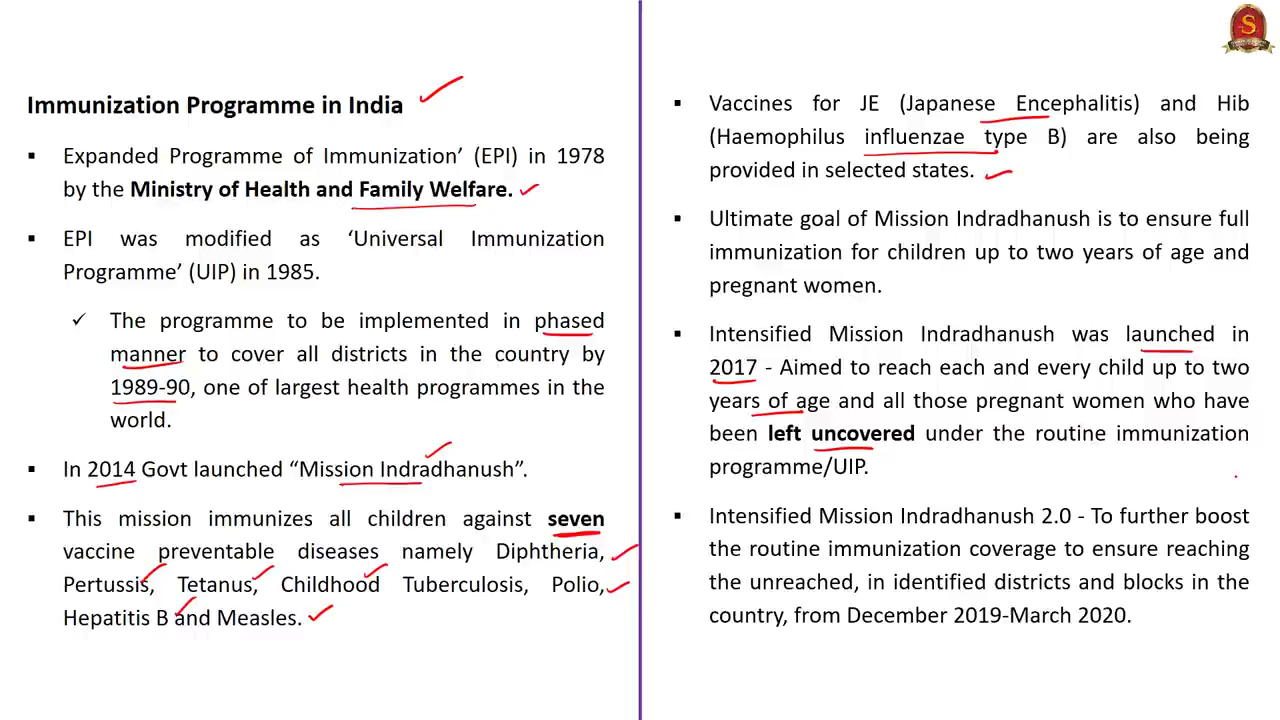 Immunization Programme in India
▪ Expanded Programme of Immunization’ (EPI) in 1978
by the Ministry of Health and Family Welfare.
▪ EPI was modified as ‘Universal Immunization
Programme’ (UIP) in 1985.
✓ The programme to be implemented in phased
manner to cover all districts in the country by
1989-90, one of largest health programmes in the
world.
▪ In 2014 Govt launched “Mission Indradhanush”.
▪ This mission immunizes all children against seven
vaccine preventable diseases namely Diphtheria,
Pertussis, Tetanus, Childhood Tuberculosis, Polio,
Hepatitis B and Measles.
▪ Vaccines for JE (Japanese Encephalitis) and Hib
(Haemophilus influenzae type B) are also being
provided in selected states.
▪ Ultimate goal of Mission Indradhanush is to ensure full
immunization for children up to two years of age and
pregnant women.
▪ Intensified Mission Indradhanush was launched in
2017 - Aimed to reach each and every child up to two
years of age and all those pregnant women who have
been left uncovered under the routine immunization
programme/UIP.
▪ Intensified Mission Indradhanush 2.0 - To further boost
the routine immunization coverage to ensure reaching
the unreached, in identified districts and blocks in the
country, from December 2019-March 2020.
S